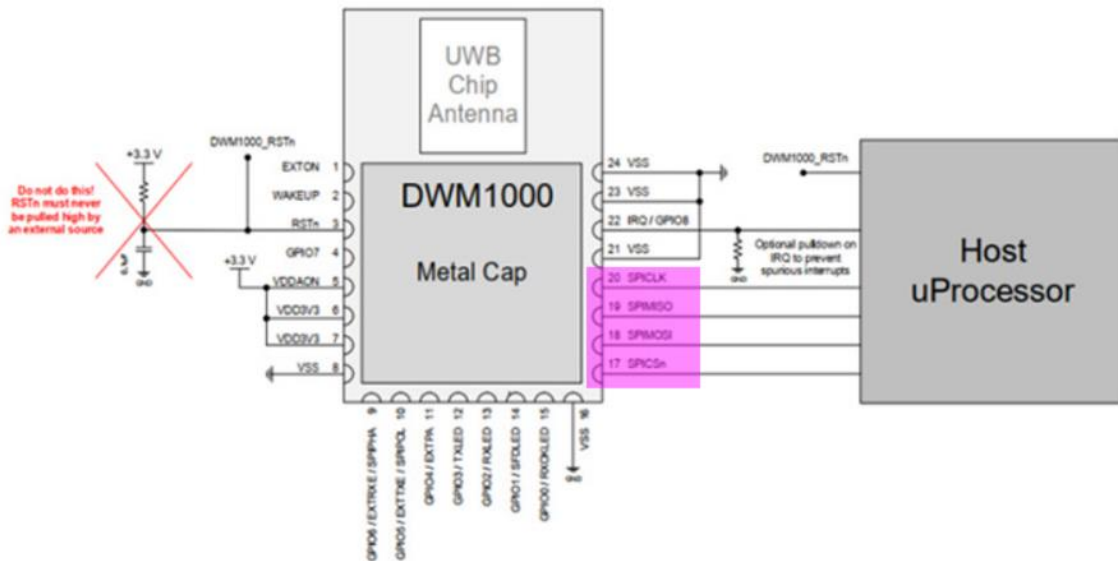 UWB
Chip
Antenna
+3.3 V
DWM1000_RSTn
Do not do this!
RSTn must never
be pulled high by
an external source
GND
+3.3 V
EXTON 1
WAKEUP 2
RSTn 3
GPIO7 4
VDDAON 5
VDD3V3 6
VDD3V3 7
VSS 8
DWM1000
Metal Cap
24 VSS
23 VSS
22 IRQ / GPIO8
21 VSS
20 SPICLK
19 SPIMISO
18 SPIMOSI
17 SPICSn
GPIO6 / EXTRXE / SPIPHA 9
GPIO5 / EXTTXE / SPIPOL 10
GPIO4 / EXTPA 11
GPIO3 / TXLED 12
GPIO2 / RXLED 13
GPIO1 / SFDLED 14
GPIO0 / RXOKLED 15
VSS 16
GND
DWM1000_RSTn
Optional pulldown on
IRQ to prevent
spurious interrupts
GND
Host
uProcessor